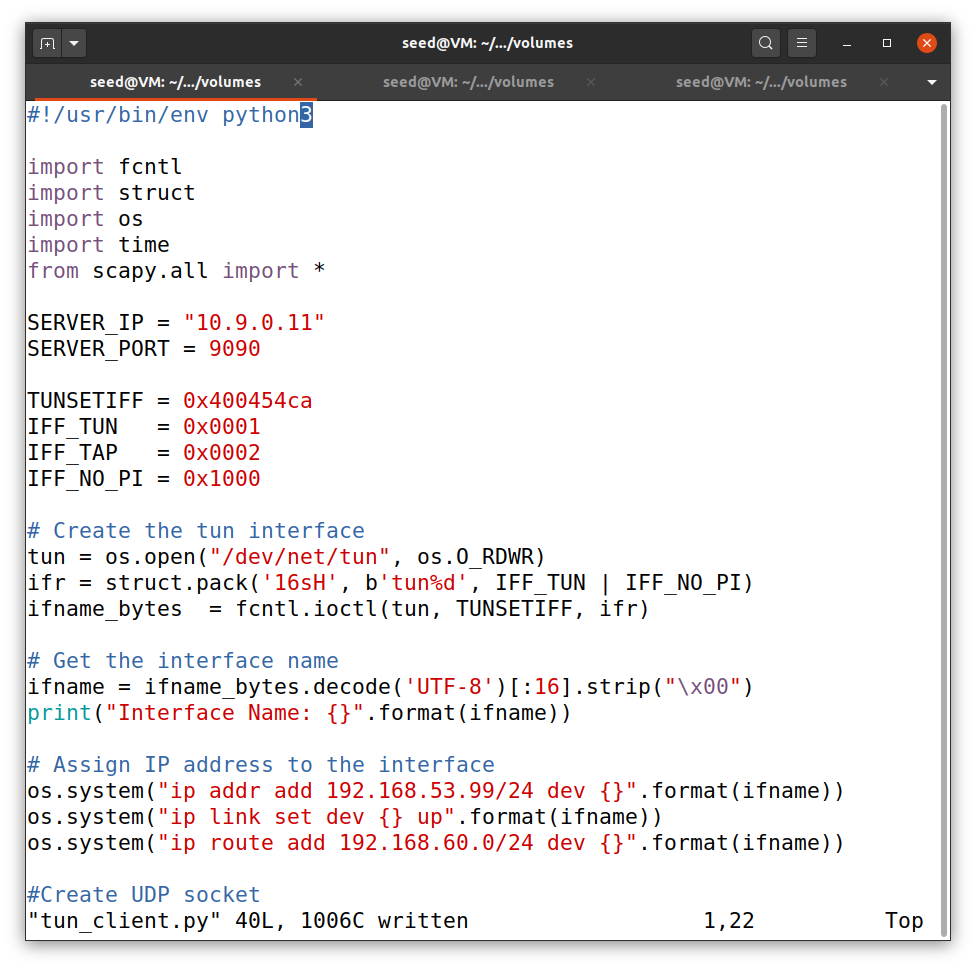 seed@VM: ~/.../volumes
seed@VM: ~/.../volumes seed@VM: ~/.../volumes seed@VM: ~/.../volumes
#!/usr/bin/env python3

import fcntl
import struct
import os
import time
from scapy.all import *

SERVER_IP = "10.9.0.11"
SERVER_PORT = 9090

TUNSETIFF = 0x400454ca
IFF_TUN   = 0x0001
IFF_TAP   = 0x0002
IFF_NO_PI = 0x1000

# Create the tun interface
tun = os.open("/dev/net/tun", os.O_RDWR)
ifr = struct.pack('16sH', b'tun%d', IFF_TUN | IFF_NO_PI)
ifname_bytes  = fcntl.ioctl(tun, TUNSETIFF, ifr)

# Get the interface name
ifname = ifname_bytes.decode('UTF-8')[:16].strip("\x00")
print("Interface Name: {}".format(ifname))

# Assign IP address to the interface
os.system("ip addr add 192.168.53.99/24 dev {}".format(ifname))
os.system("ip link set dev {} up".format(ifname))
os.system("ip route add 192.168.60.0/24 dev {}".format(ifname))

#Create UDP socket
"tun_client.py" 40L, 1006C written 1,22 Top